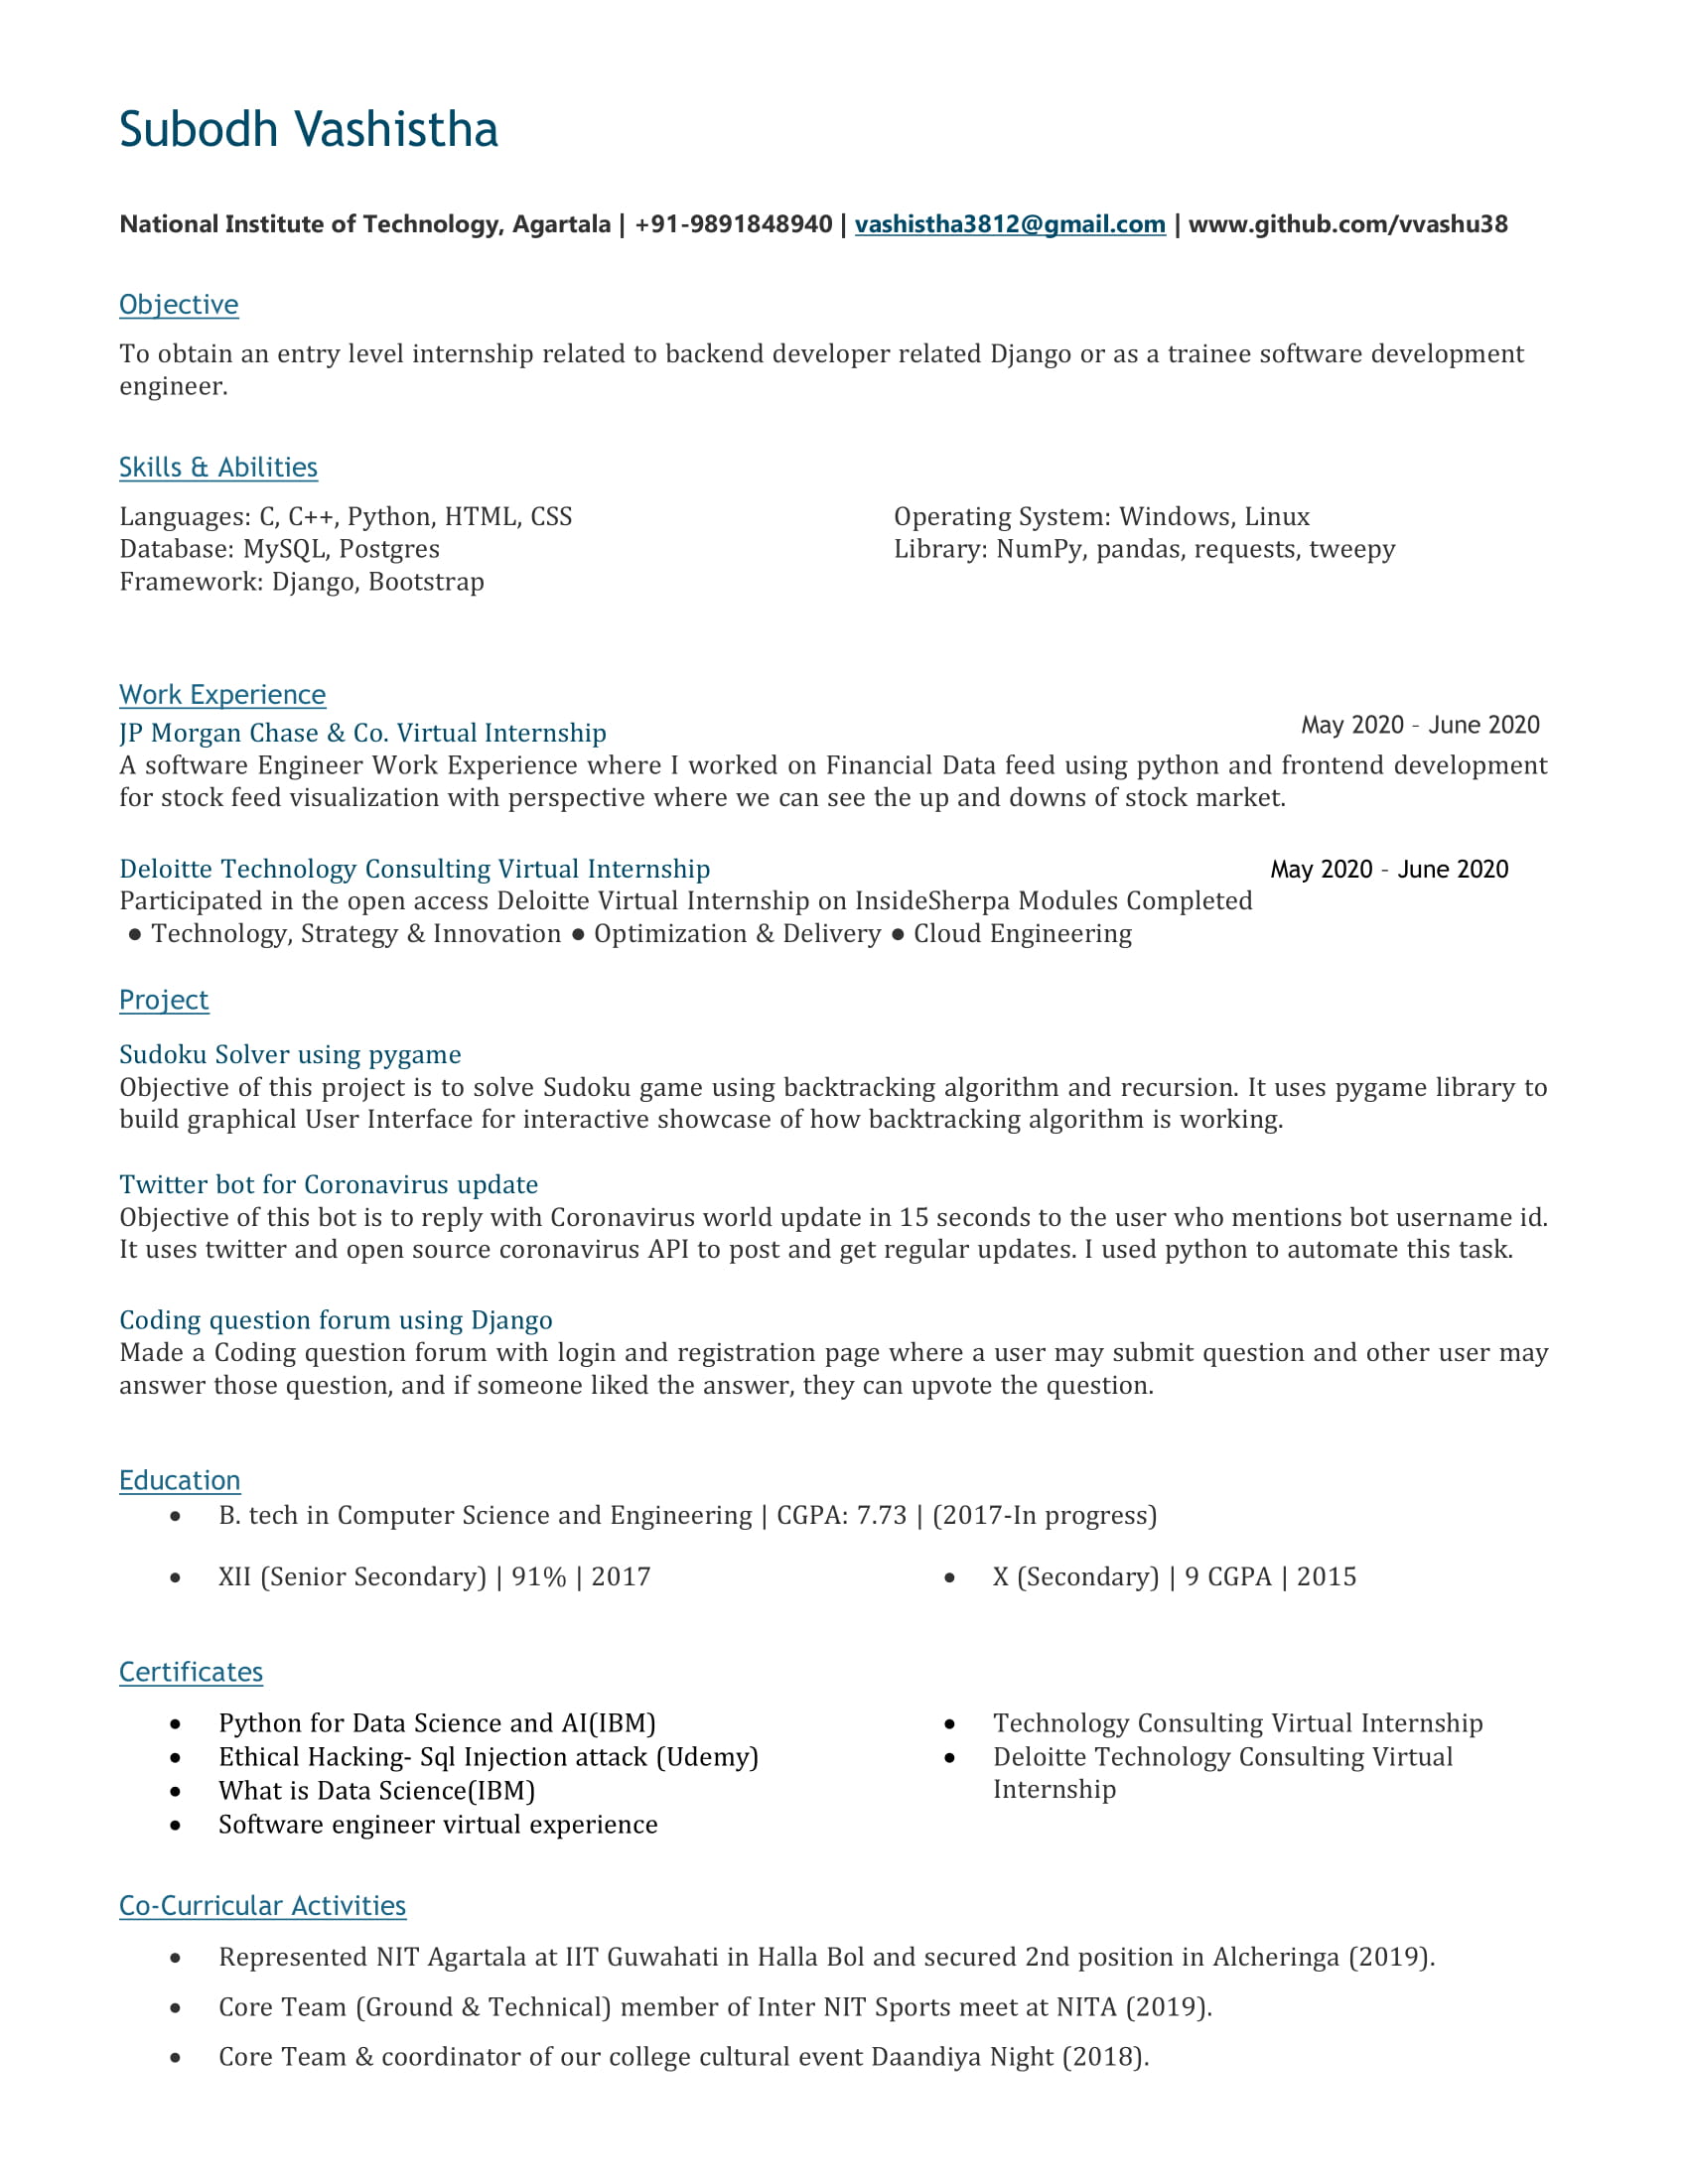 Subodh Vashistha
National Institute of Technology, Agartala | +91-9891848940 | vashistha3812@gmail.com | www.github.com/vvashu38
Objective
To obtain an entry level internship related to backend developer related Django or as a trainee software development
engineer.
Skills & Abilities
Languages: C, C++, Python, HTML, CSS
Database: MySQL, Postgres
Framework: Django, Bootstrap
Operating System: Windows, Linux
Library: NumPy, pandas, requests, tweepy
Work Experience
JP Morgan Chase & Co. Virtual Internship May 2020 – June 2020
A software Engineer Work Experience where I worked on Financial Data feed using python and frontend development
for stock feed visualization with perspective where we can see the up and downs of stock market.
Deloitte Technology Consulting Virtual Internship May 2020 – June 2020
Participated in the open access Deloitte Virtual Internship on InsideSherpa Modules Completed
● Technology, Strategy & Innovation ● Optimization & Delivery ● Cloud Engineering
Project
Sudoku Solver using pygame
Objective of this project is to solve Sudoku game using backtracking algorithm and recursion. It uses pygame library to
build graphical User Interface for interactive showcase of how backtracking algorithm is working.
Twitter bot for Coronavirus update
Objective of this bot is to reply with Coronavirus world update in 15 seconds to the user who mentions bot username id.
It uses twitter and open source coronavirus API to post and get regular updates. I used python to automate this task.
Coding question forum using Django
Made a Coding question forum with login and registration page where a user may submit question and other user may
answer those question, and if someone liked the answer, they can upvote the question.
Education
• B. tech in Computer Science and Engineering | CGPA: 7.73 | (2017-In progress)
• XII (Senior Secondary) | 91% | 2017
• X (Secondary) | 9 CGPA | 2015
Certificates
• Python for Data Science and AI(IBM)
• Ethical Hacking- Sql Injection attack (Udemy)
• What is Data Science(IBM)
• Software engineer virtual experience
• Technology Consulting Virtual Internship
• Deloitte Technology Consulting Virtual
Internship
Co-Curricular Activities
• Represented NIT Agartala at IIT Guwahati in Halla Bol and secured 2nd position in Alcheringa (2019).
• Core Team (Ground & Technical) member of Inter NIT Sports meet at NITA (2019).
• Core Team & coordinator of our college cultural event Daandiya Night (2018).